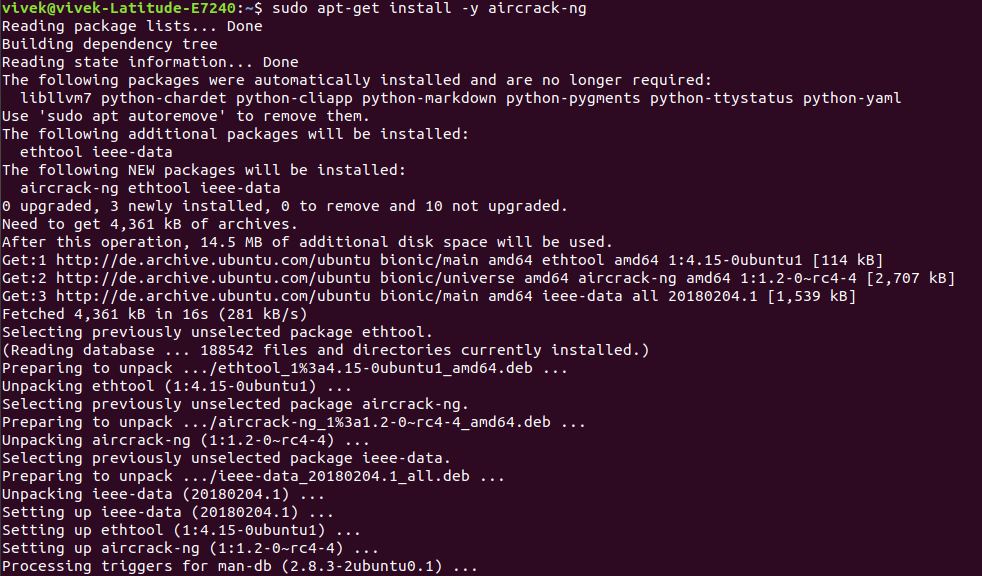 vivek@vivek-Latitude-E7240:~$ sudo apt-get install -y aircrack-ng
Reading package lists... Done
Building dependency tree
Reading state information... Done
The following packages were automatically installed and are no longer required:
  libllvm7 python-chardet python-cliapp python-markdown python-pygments python-ttystatus python-yaml
Use 'sudo apt autoremove' to remove them.
The following additional packages will be installed:
  ethtool ieee-data
The following NEW packages will be installed:
  aircrack-ng ethtool ieee-data
0 upgraded, 3 newly installed, 0 to remove and 10 not upgraded.
Need to get 4,361 kB of archives.
After this operation, 14.5 MB of additional disk space will be used.
Get:1 http://de.archive.ubuntu.com/ubuntu bionic/main amd64 ethtool amd64 1:4.15-0ubuntu1 [114 kB]
Get:2 http://de.archive.ubuntu.com/ubuntu bionic/universe amd64 aircrack-ng amd64 1:1.2-0~rc4-4 [2,707 kB]
Get:3 http://de.archive.ubuntu.com/ubuntu bionic/main amd64 ieee-data all 20180204.1 [1,539 kB]
Fetched 4,361 kB in 16s (281 kB/s)
Selecting previously unselected package ethtool.
(Reading database ... 188542 files and directories currently installed.)
Preparing to unpack .../ethtool_1%3a4.15-0ubuntu1_amd64.deb ...
Unpacking ethtool (1:4.15-0ubuntu1) ...
Selecting previously unselected package aircrack-ng.
Preparing to unpack .../aircrack-ng_1%3a1.2-0~rc4-4_amd64.deb ...
Unpacking aircrack-ng (1:1.2-0~rc4-4) ...
Selecting previously unselected package ieee-data.
Preparing to unpack .../ieee-data_20180204.1_all.deb ...
Unpacking ieee-data (20180204.1) ...
Setting up ieee-data (20180204.1) ...
Setting up ethtool (1:4.15-0ubuntu1) ...
Setting up aircrack-ng (1:1.2-0~rc4-4) ...
Processing triggers for man-db (2.8.3-2ubuntu0.1) ...